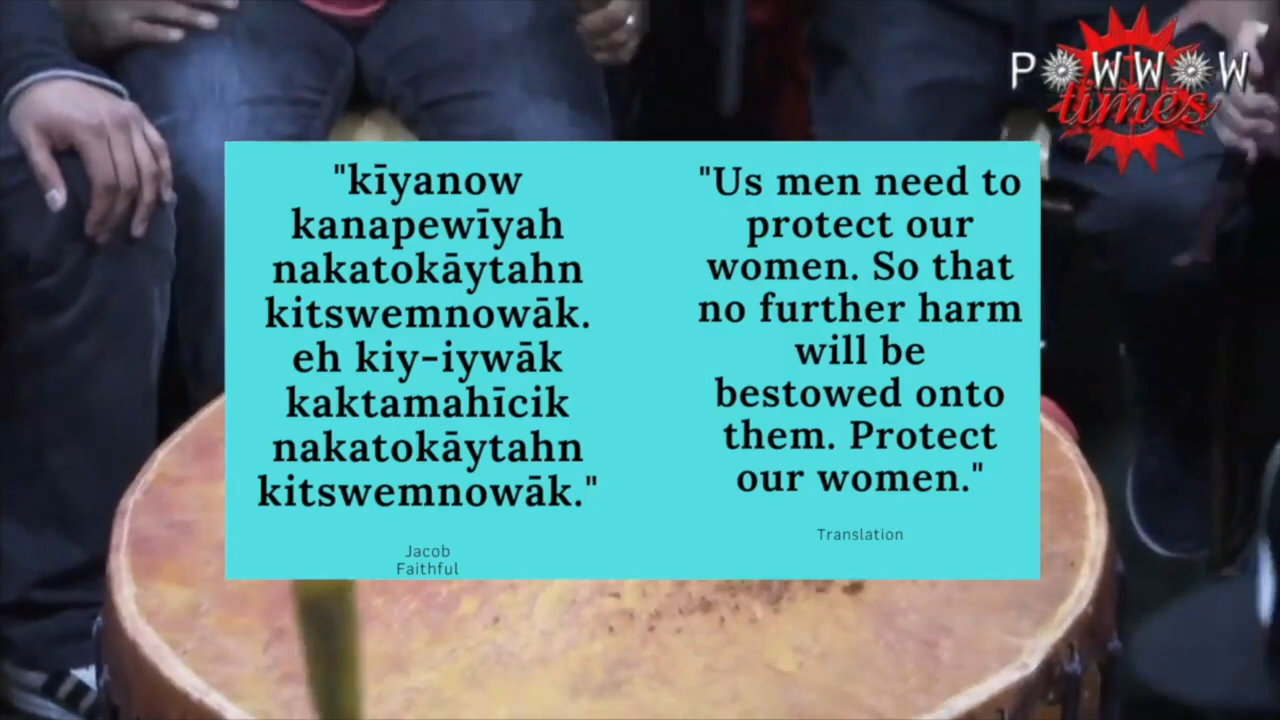 POWWOW
times
"kīyanow
kanapewīyah
nakatokāytahn
kitswemnowāk.
eh kiy-iywāk
kaktamahīcik
nakatokāytahn
kitswemnowāk."
Jacob
Faithful
"Us men need to
protect our
women. So that
no further harm
will be
bestowed onto
them. Protect
our women."
Translation